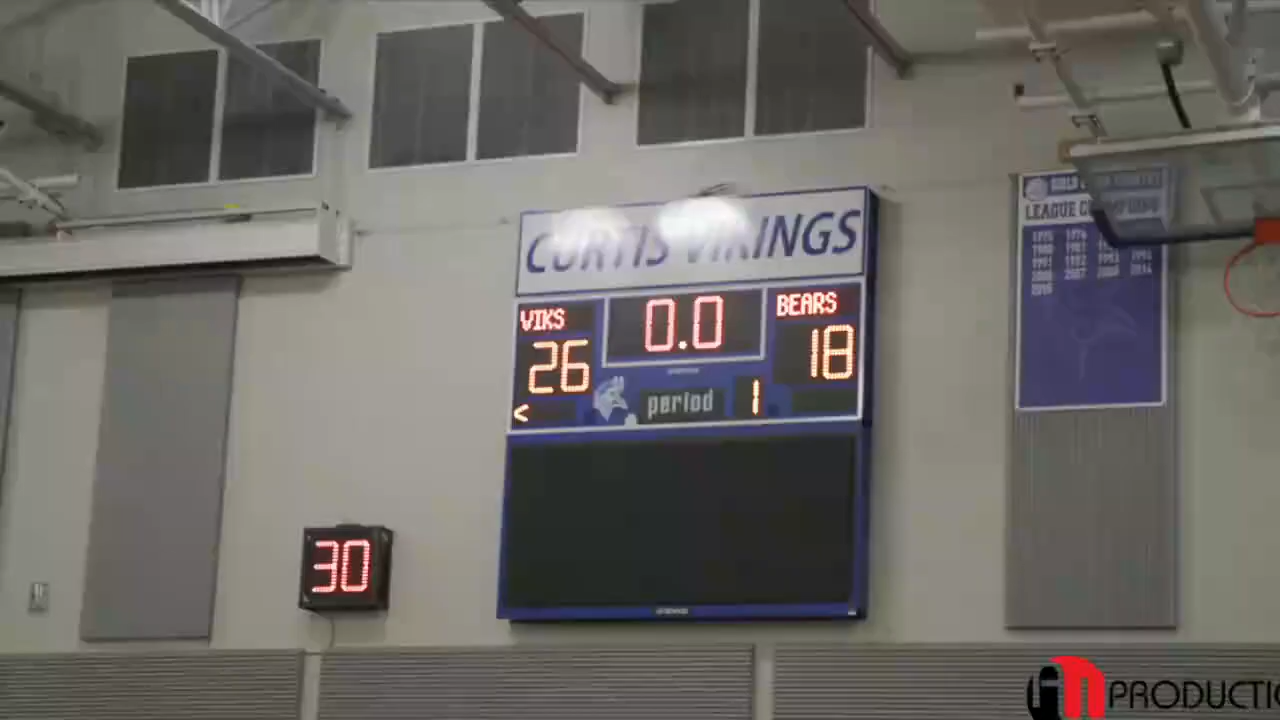 CURTIS VIKINGS
VIKS
0.0
BEARS
26
18
<
period
1
30
LEAGUE CHAMPIONS
PRODUCTIO